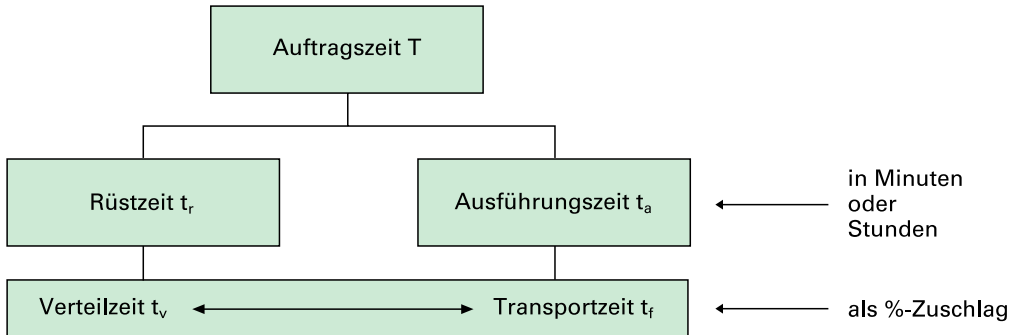 Auftragszeit T
Rüstzeit tr
Ausführungszeit ta
in Minuten
oder
Stunden
Verteilzeit tv
Transportzeit tf
als %-Zuschlag